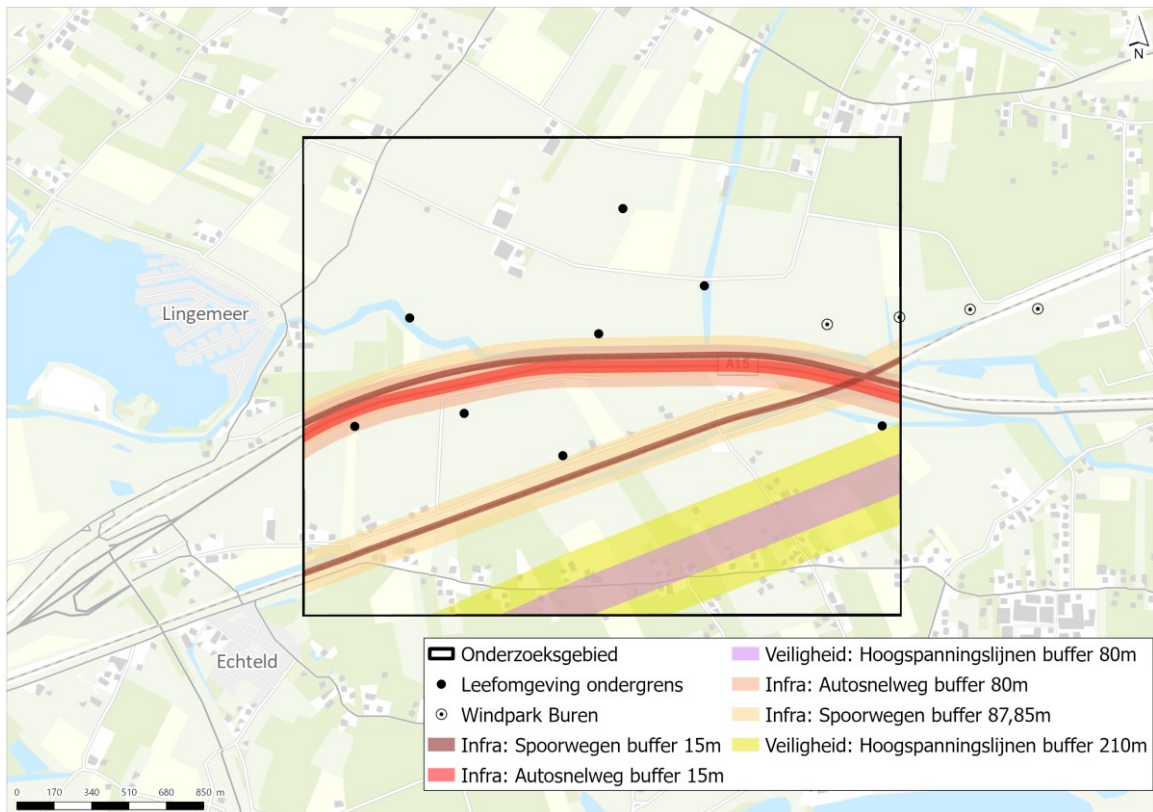 N
Lingemeer
A15
Echteld
Onderzoeksgebied
Leefomgeving ondergrens
Windpark Buren
Infra: Spoorwegen buffer 15m
Infra: Autosnelweg buffer 15m
Veiligheid: Hoogspanningslijnen buffer 80m
Infra: Autosnelweg buffer 80m
Infra: Spoorwegen buffer 87,85m
Veiligheid: Hoogspanningslijnen buffer 210m
0 170 340 510 680 850 m